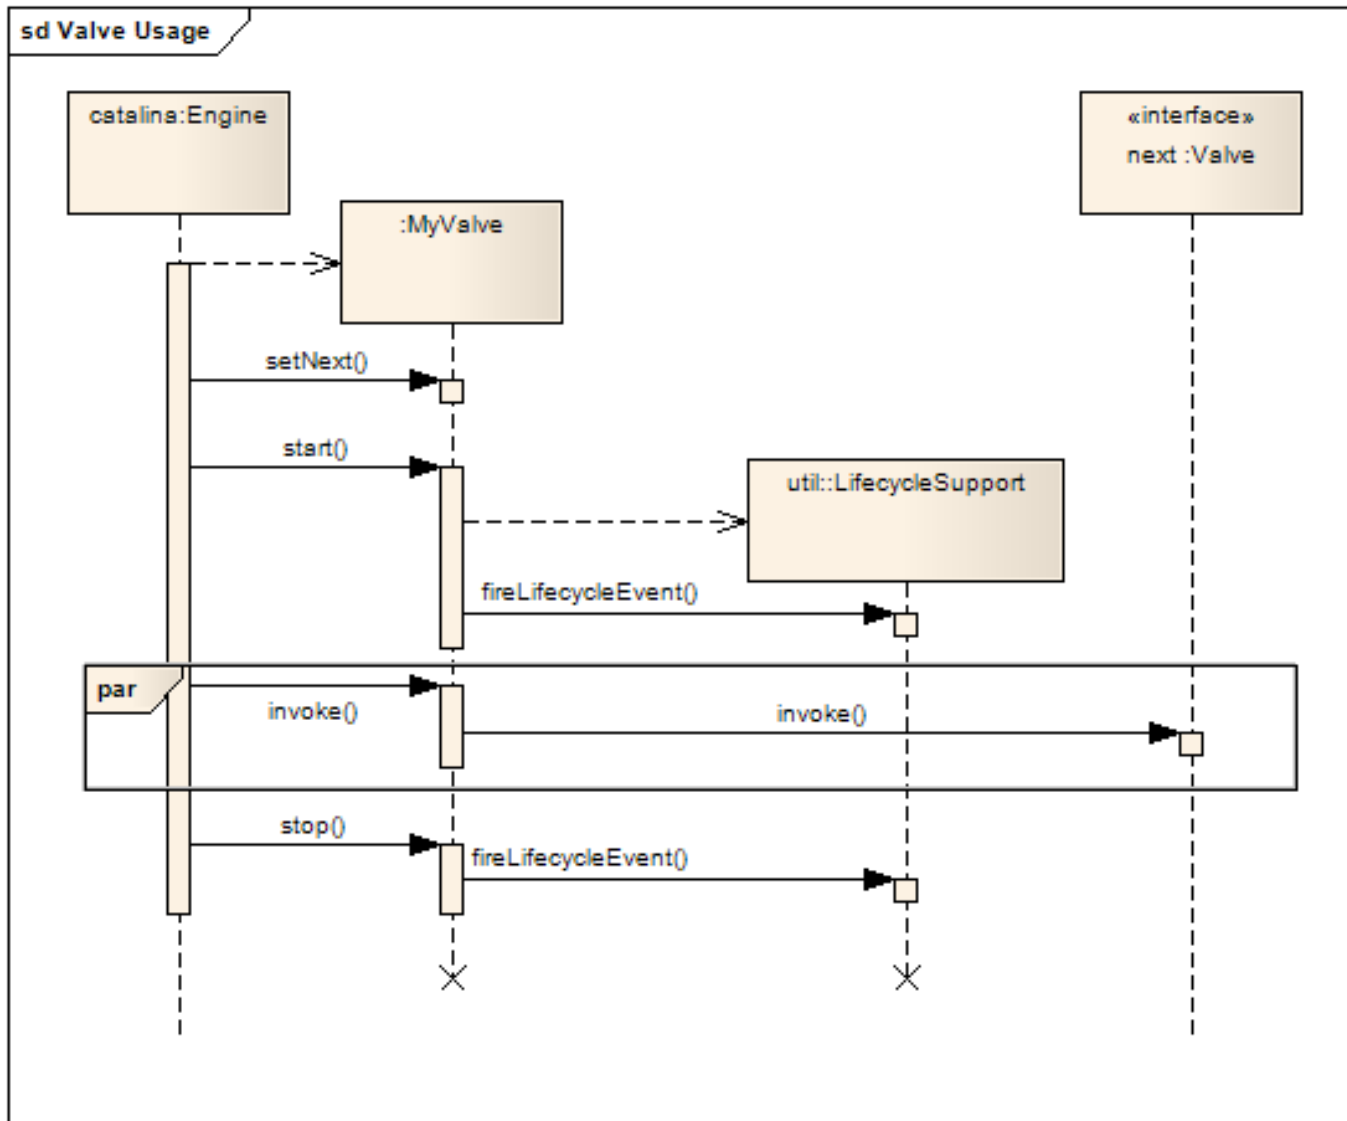 sd Valve Usage
catalina:Engine
«interface»
next :Valve
:MyValve
setNext()
start()
util::LifecycleSupport
fireLifecycleEvent()
par
invoke()
invoke()
stop()
fireLifecycleEvent()